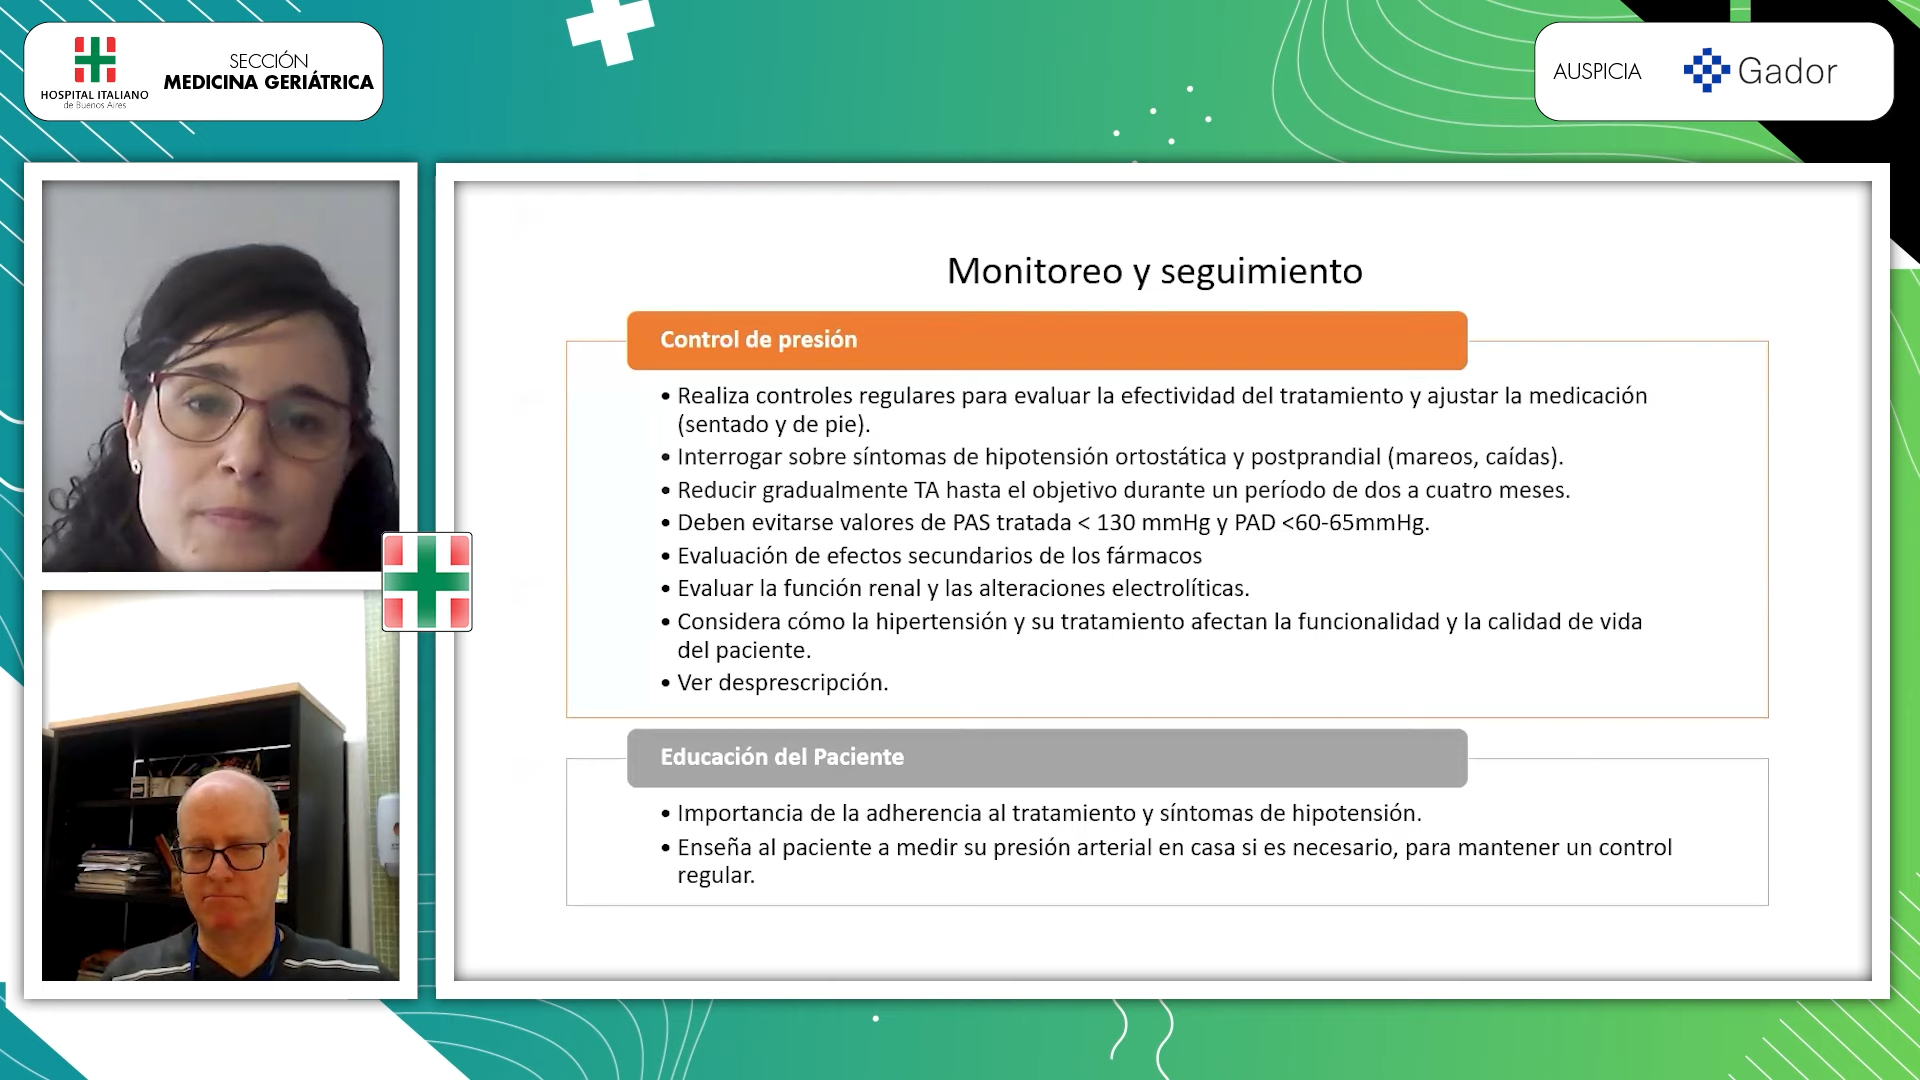 HOSPITAL ITALIANO
de Buenos Aires
SECCIÓN
MEDICINA GERIÁTRICA
AUSPICIA
Gador
Monitoreo y seguimiento
Control de presión
• Realiza controles regulares para evaluar la efectividad del tratamiento y ajustar la medicación
(sentado y de pie).
• Interrogar sobre síntomas de hipotensión ortostática y postprandial (mareos, caídas).
• Reducir gradualmente TA hasta el objetivo durante un período de dos a cuatro meses.
• Deben evitarse valores de PAS tratada < 130 mmHg y PAD <60-65mmHg.
• Evaluación de efectos secundarios de los fármacos
• Evaluar la función renal y las alteraciones electrolíticas.
• Considera cómo la hipertensión y su tratamiento afectan la funcionalidad y la calidad de vida
del paciente.
• Ver desprescripción.
Educación del Paciente
• Importancia de la adherencia al tratamiento y síntomas de hipotensión.
• Enseña al paciente a medir su presión arterial en casa si es necesario, para mantener un control
regular.